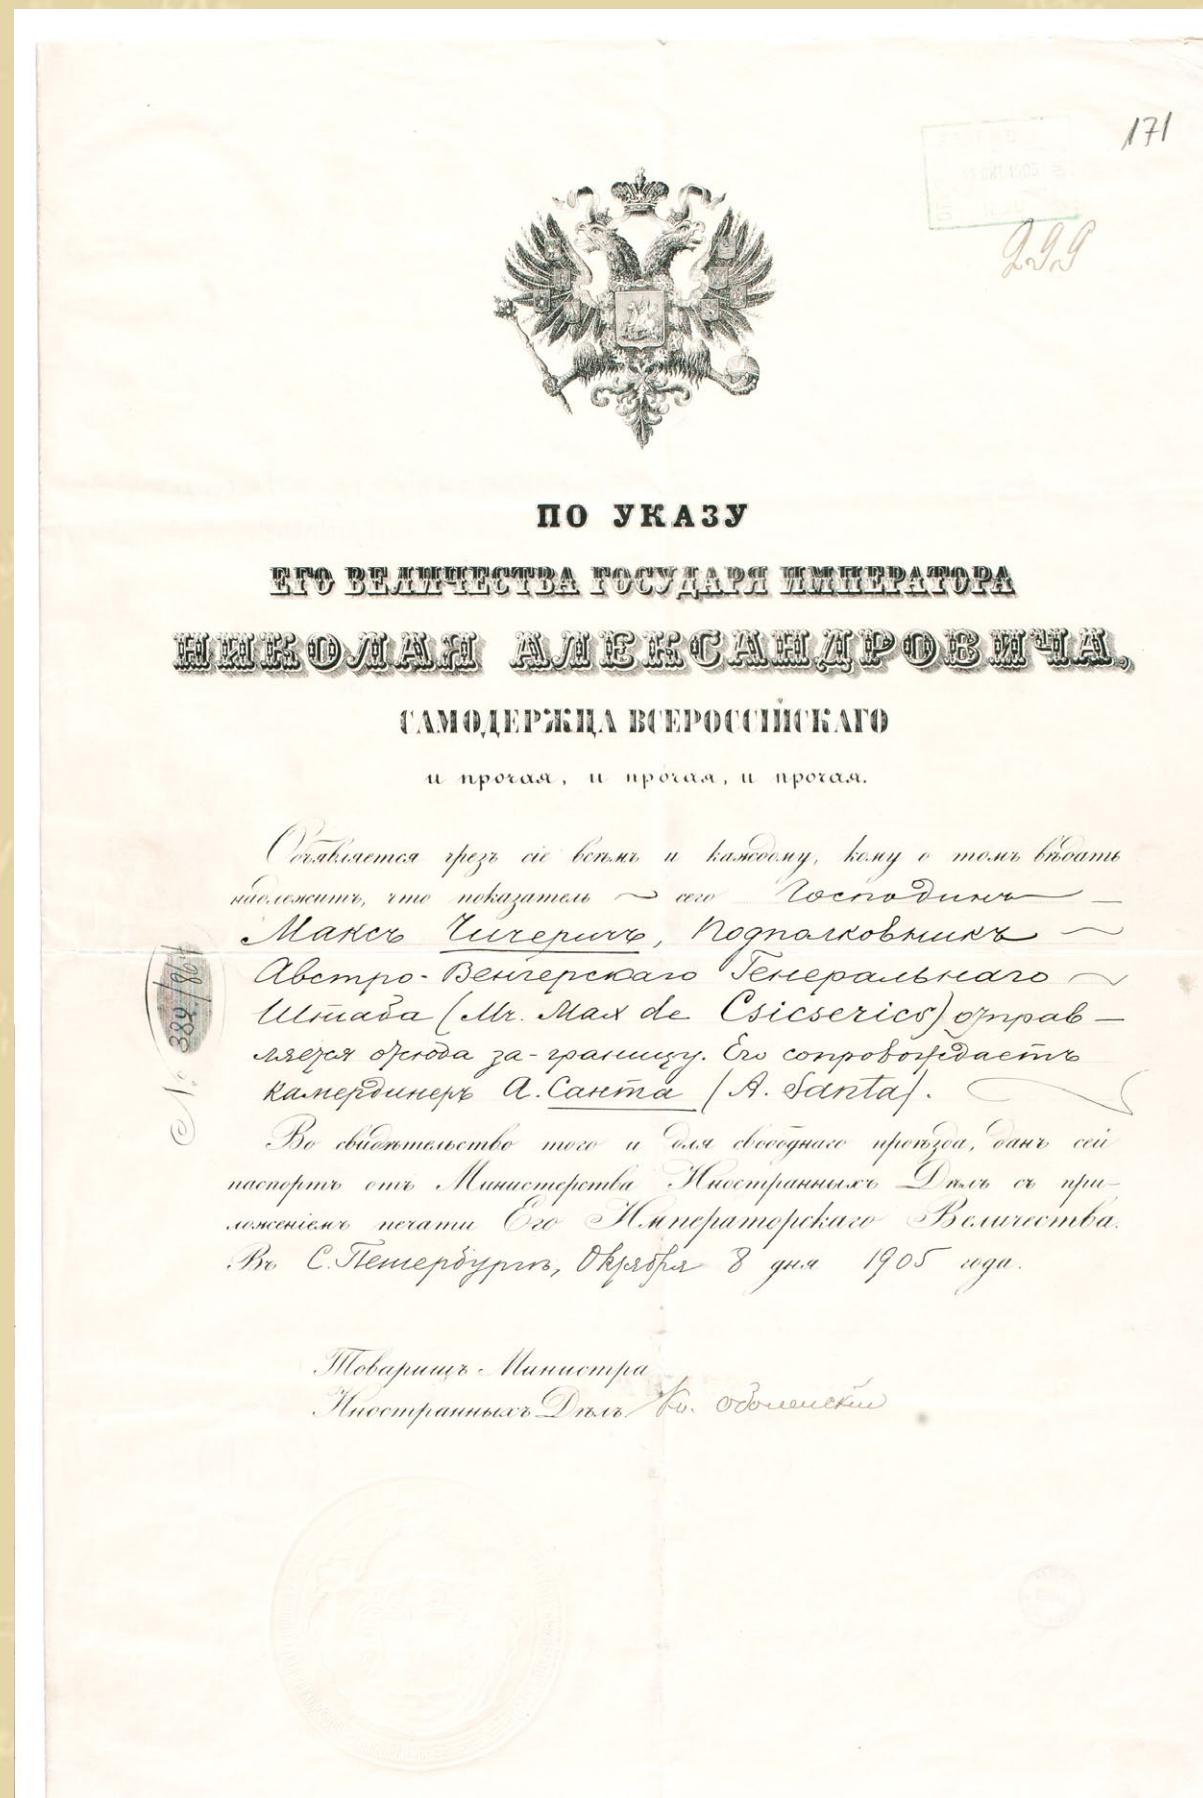 171
299
ПО УКАЗУ
ЕГО ВЕЛИЧЕСТВА ГОСУДАРЯ ИМПЕРАТОРА
НИКОЛАЯ АЛЕКСАНДРОВИЧА,
САМОДЕРЖЦА ВСЕРОССІЙСКАГО
и прочая, и прочая, и прочая.
Объявляется чрезъ сіе всѣмъ и каждому, кому о томъ вѣдать
надлежитъ, что показатель сего Господинъ
Максъ Чичеричъ, Подполковникъ
Австро-Венгерскаго Генеральнаго
Штаба (Mr. Max de Csicserics) отправ-
ляется отсюда за-границу. Его сопровождаетъ
камердинеръ А. Санта (A. Santa).
Во свидѣтельство того и для свободнаго проѣзда, данъ сей
паспортъ отъ Министерства Иностранныхъ Дѣлъ съ при-
ложеніемъ печати Его Императорскаго Величества.
Въ С. Петербургѣ, Октября 8 дня 1905 года.
Товарищъ Министра
Иностранныхъ Дѣлъ Кн. Оболенскій
№ 382/864